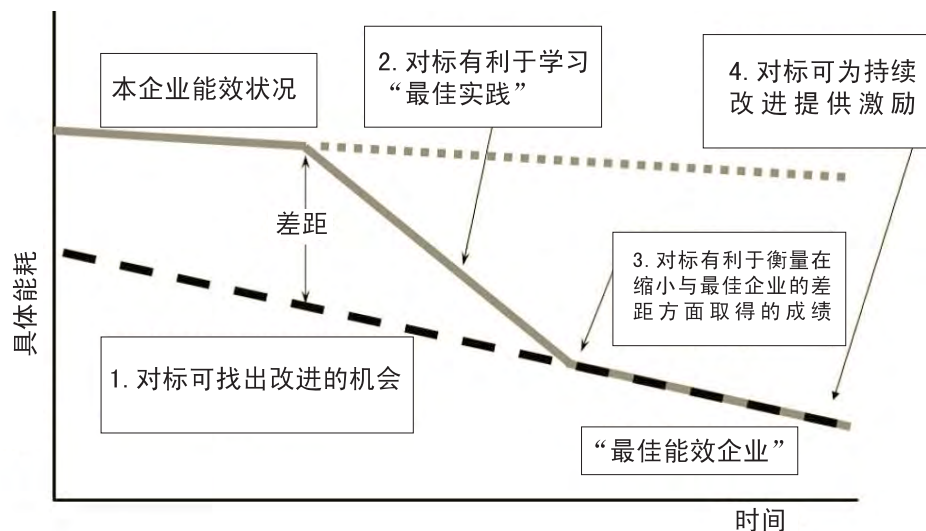 本企业能效状况
2. 对标有利于学习
“最佳实践”
4. 对标可为持续
改进提供激励
差距
3. 对标有利于衡量在
缩小与最佳企业的差
距方面取得的成绩
具体能耗
1. 对标可找出改进的机会
“最佳能效企业”
时间